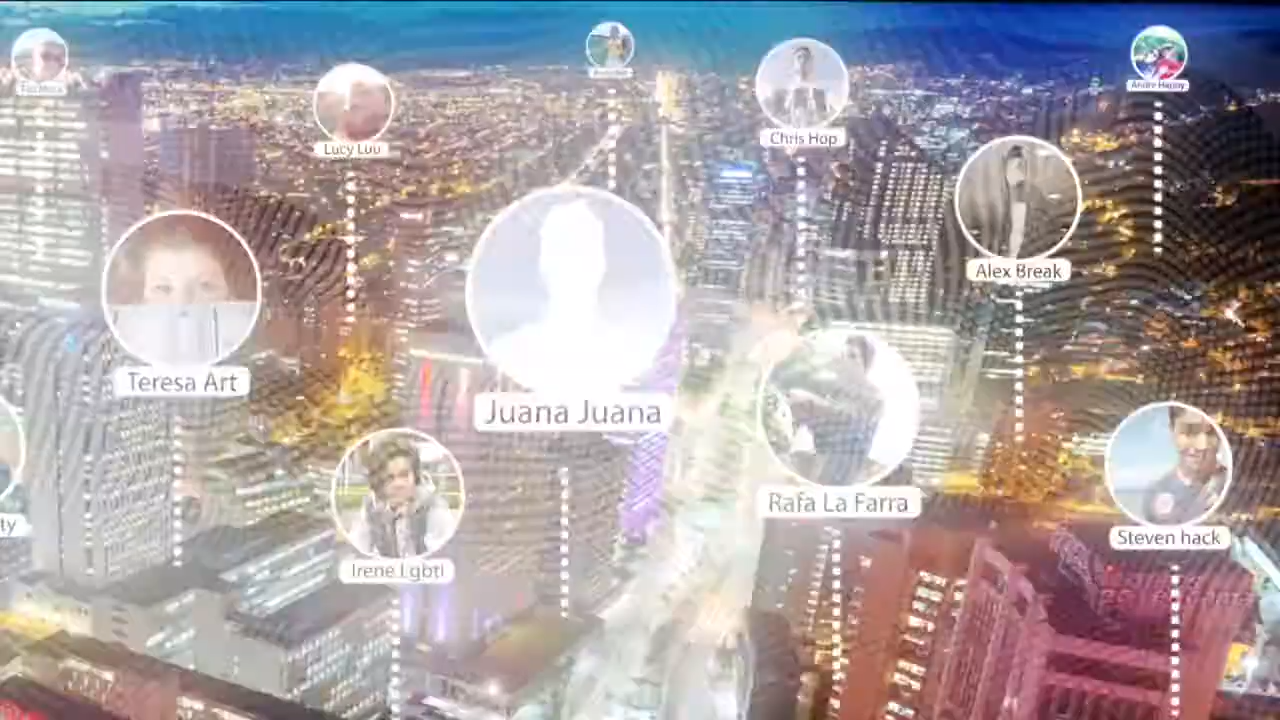 Lucy Luu
Chris Hop
Andre Happy
Alex Break
Teresa Art
Juana Juana
Rafa La Farra
ty
Steven hack
Irene Lgbti